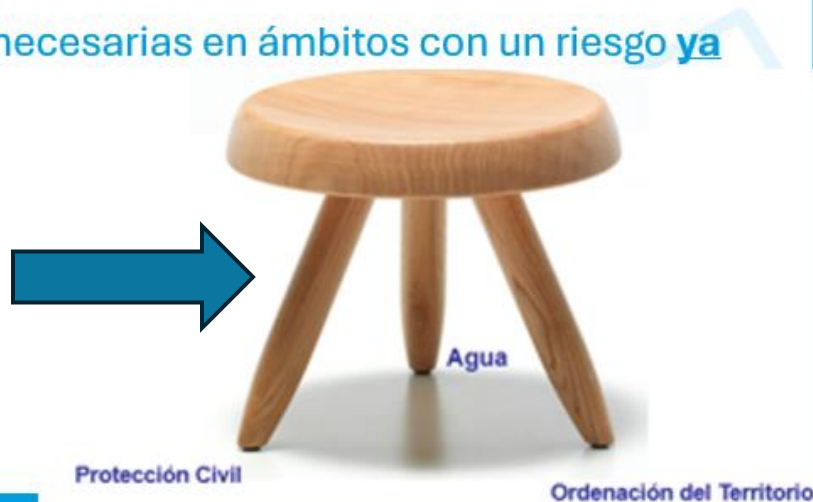 necesarias en ámbitos con un riesgo ya
Agua
Protección Civil
Ordenación del Territorio